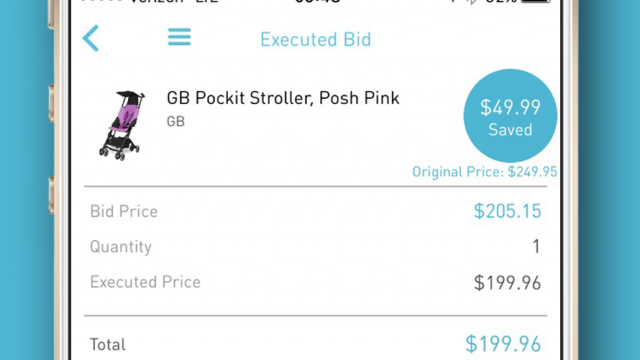 Executed Bid
GB Pockit Stroller, Posh Pink
GB
$49.99
Saved
Original Price: $249.95
Bid Price $205.15
Quantity 1
Executed Price $199.96
Total $199.96